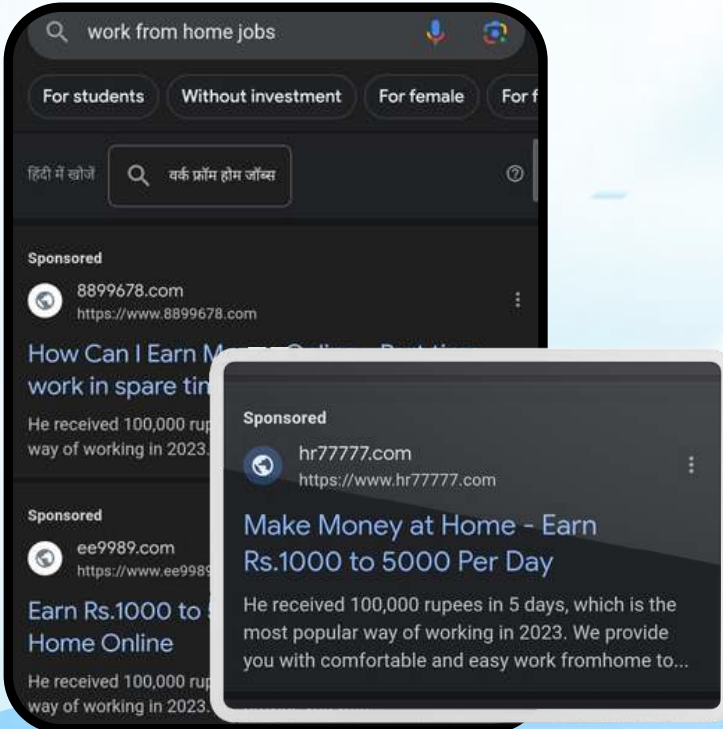 work from home jobs
For students Without investment For female For f
हिंदी में खोजें वर्क फ्रॉम होम जॉब्स
Sponsored
8899678.com
https://www.8899678.com
How Can I Earn M
work in spare tin
He received 100,000 rup
way of working in 2023.
Sponsored
ee9989.com
https://www.ee9989
Earn Rs.1000 to
Home Online
He received 100,000 rup
way of working in 2023.
Sponsored
hr77777.com
https://www.hr77777.com
Make Money at Home - Earn
Rs.1000 to 5000 Per Day
He received 100,000 rupees in 5 days, which is the
most popular way of working in 2023. We provide
you with comfortable and easy work fromhome to...